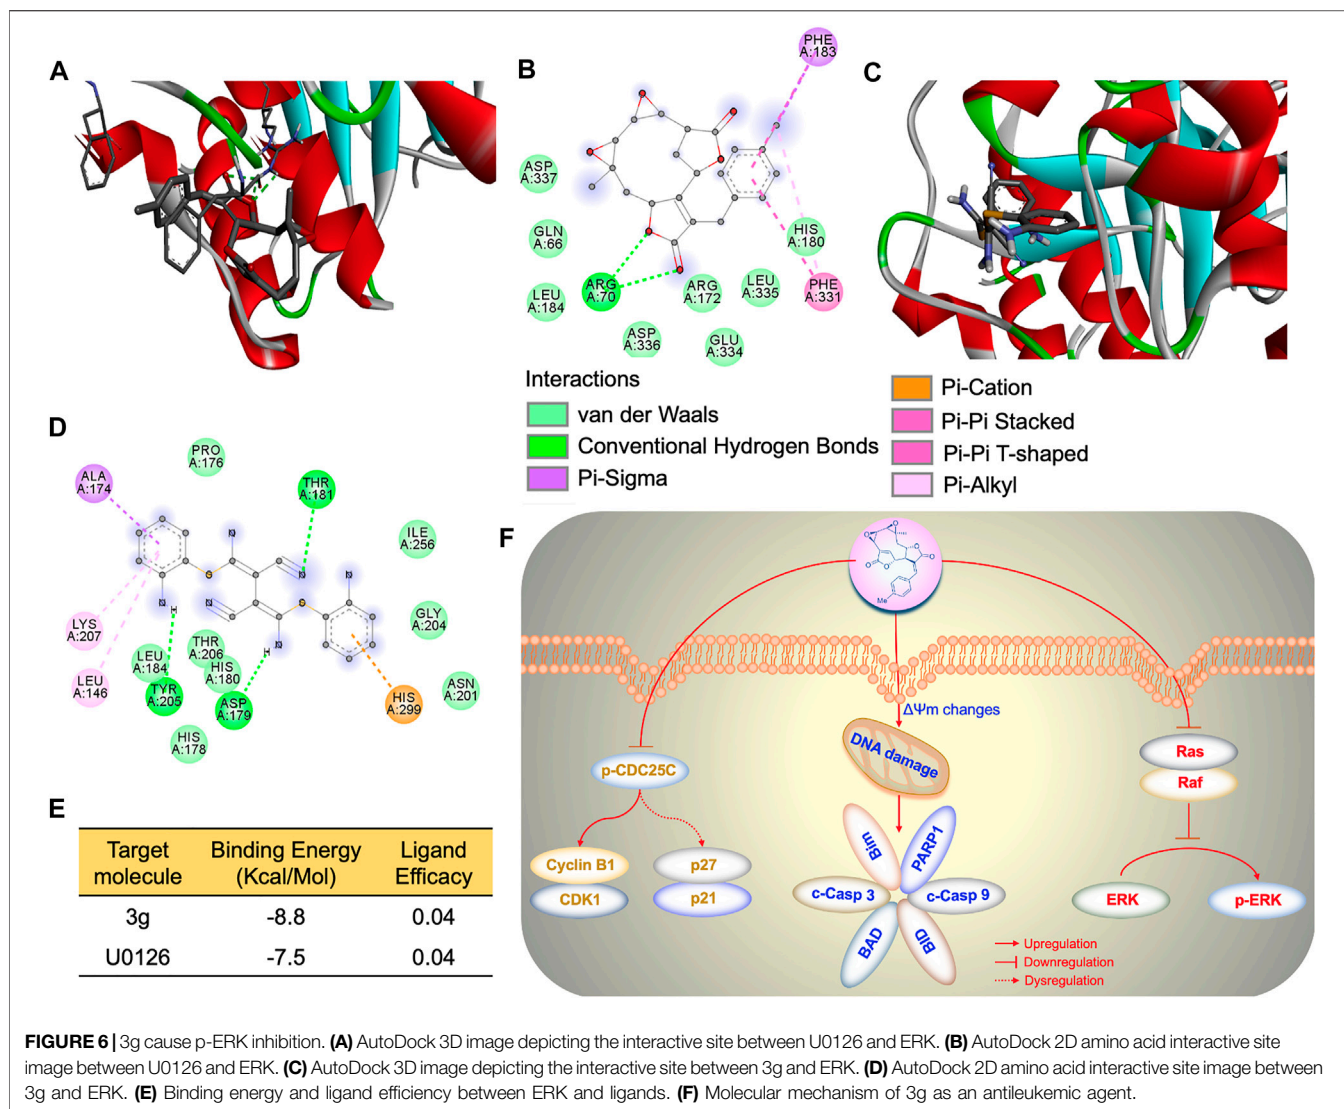 A
B
C
PHE
A:183
ASP
A:337
GLN
A:66
LEU
A:184
ARG
A:70
ASP
A:336
ARG
A:172
GLU
A:334
LEU
A:335
HIS
A:180
PHE
A:331
Interactions
van der Waals
Conventional Hydrogen Bonds
Pi-Sigma
Pi-Cation
Pi-Pi Stacked
Pi-Pi T-shaped
Pi-Alkyl
D
PRO
A:176
ALA
A:174
THR
A:181
ILE
A:256
GLY
A:204
ASN
A:201
HIS
A:299
LYS
A:207
LEU
A:146
LEU
A:184
TYR
A:205
THR
A:206
HIS
A:180
ASP
A:179
HIS
A:178
S
N
N
N
H
N
N
S
N
H
N
E
Target molecule
Binding Energy (Kcal/Mol)
Ligand Efficacy
3g -8.8 0.04
U0126 -7.5 0.04
F
O
O
Me
O
O
O
O
Me
ΔΨm changes
DNA damage
p-CDC25C
Cyclin B1
CDK1
p27
p21
Bim
PARP1
c-Casp 3
c-Casp 9
BAD
BID
Ras
Raf
ERK
p-ERK
Upregulation
Downregulation
Dysregulation
FIGURE 6 | 3g cause p-ERK inhibition. (A) AutoDock 3D image depicting the interactive site between U0126 and ERK. (B) AutoDock 2D amino acid interactive site
image between U0126 and ERK. (C) AutoDock 3D image depicting the interactive site between 3g and ERK. (D) AutoDock 2D amino acid interactive site image between
3g and ERK. (E) Binding energy and ligand efficiency between ERK and ligands. (F) Molecular mechanism of 3g as an antileukemic agent.